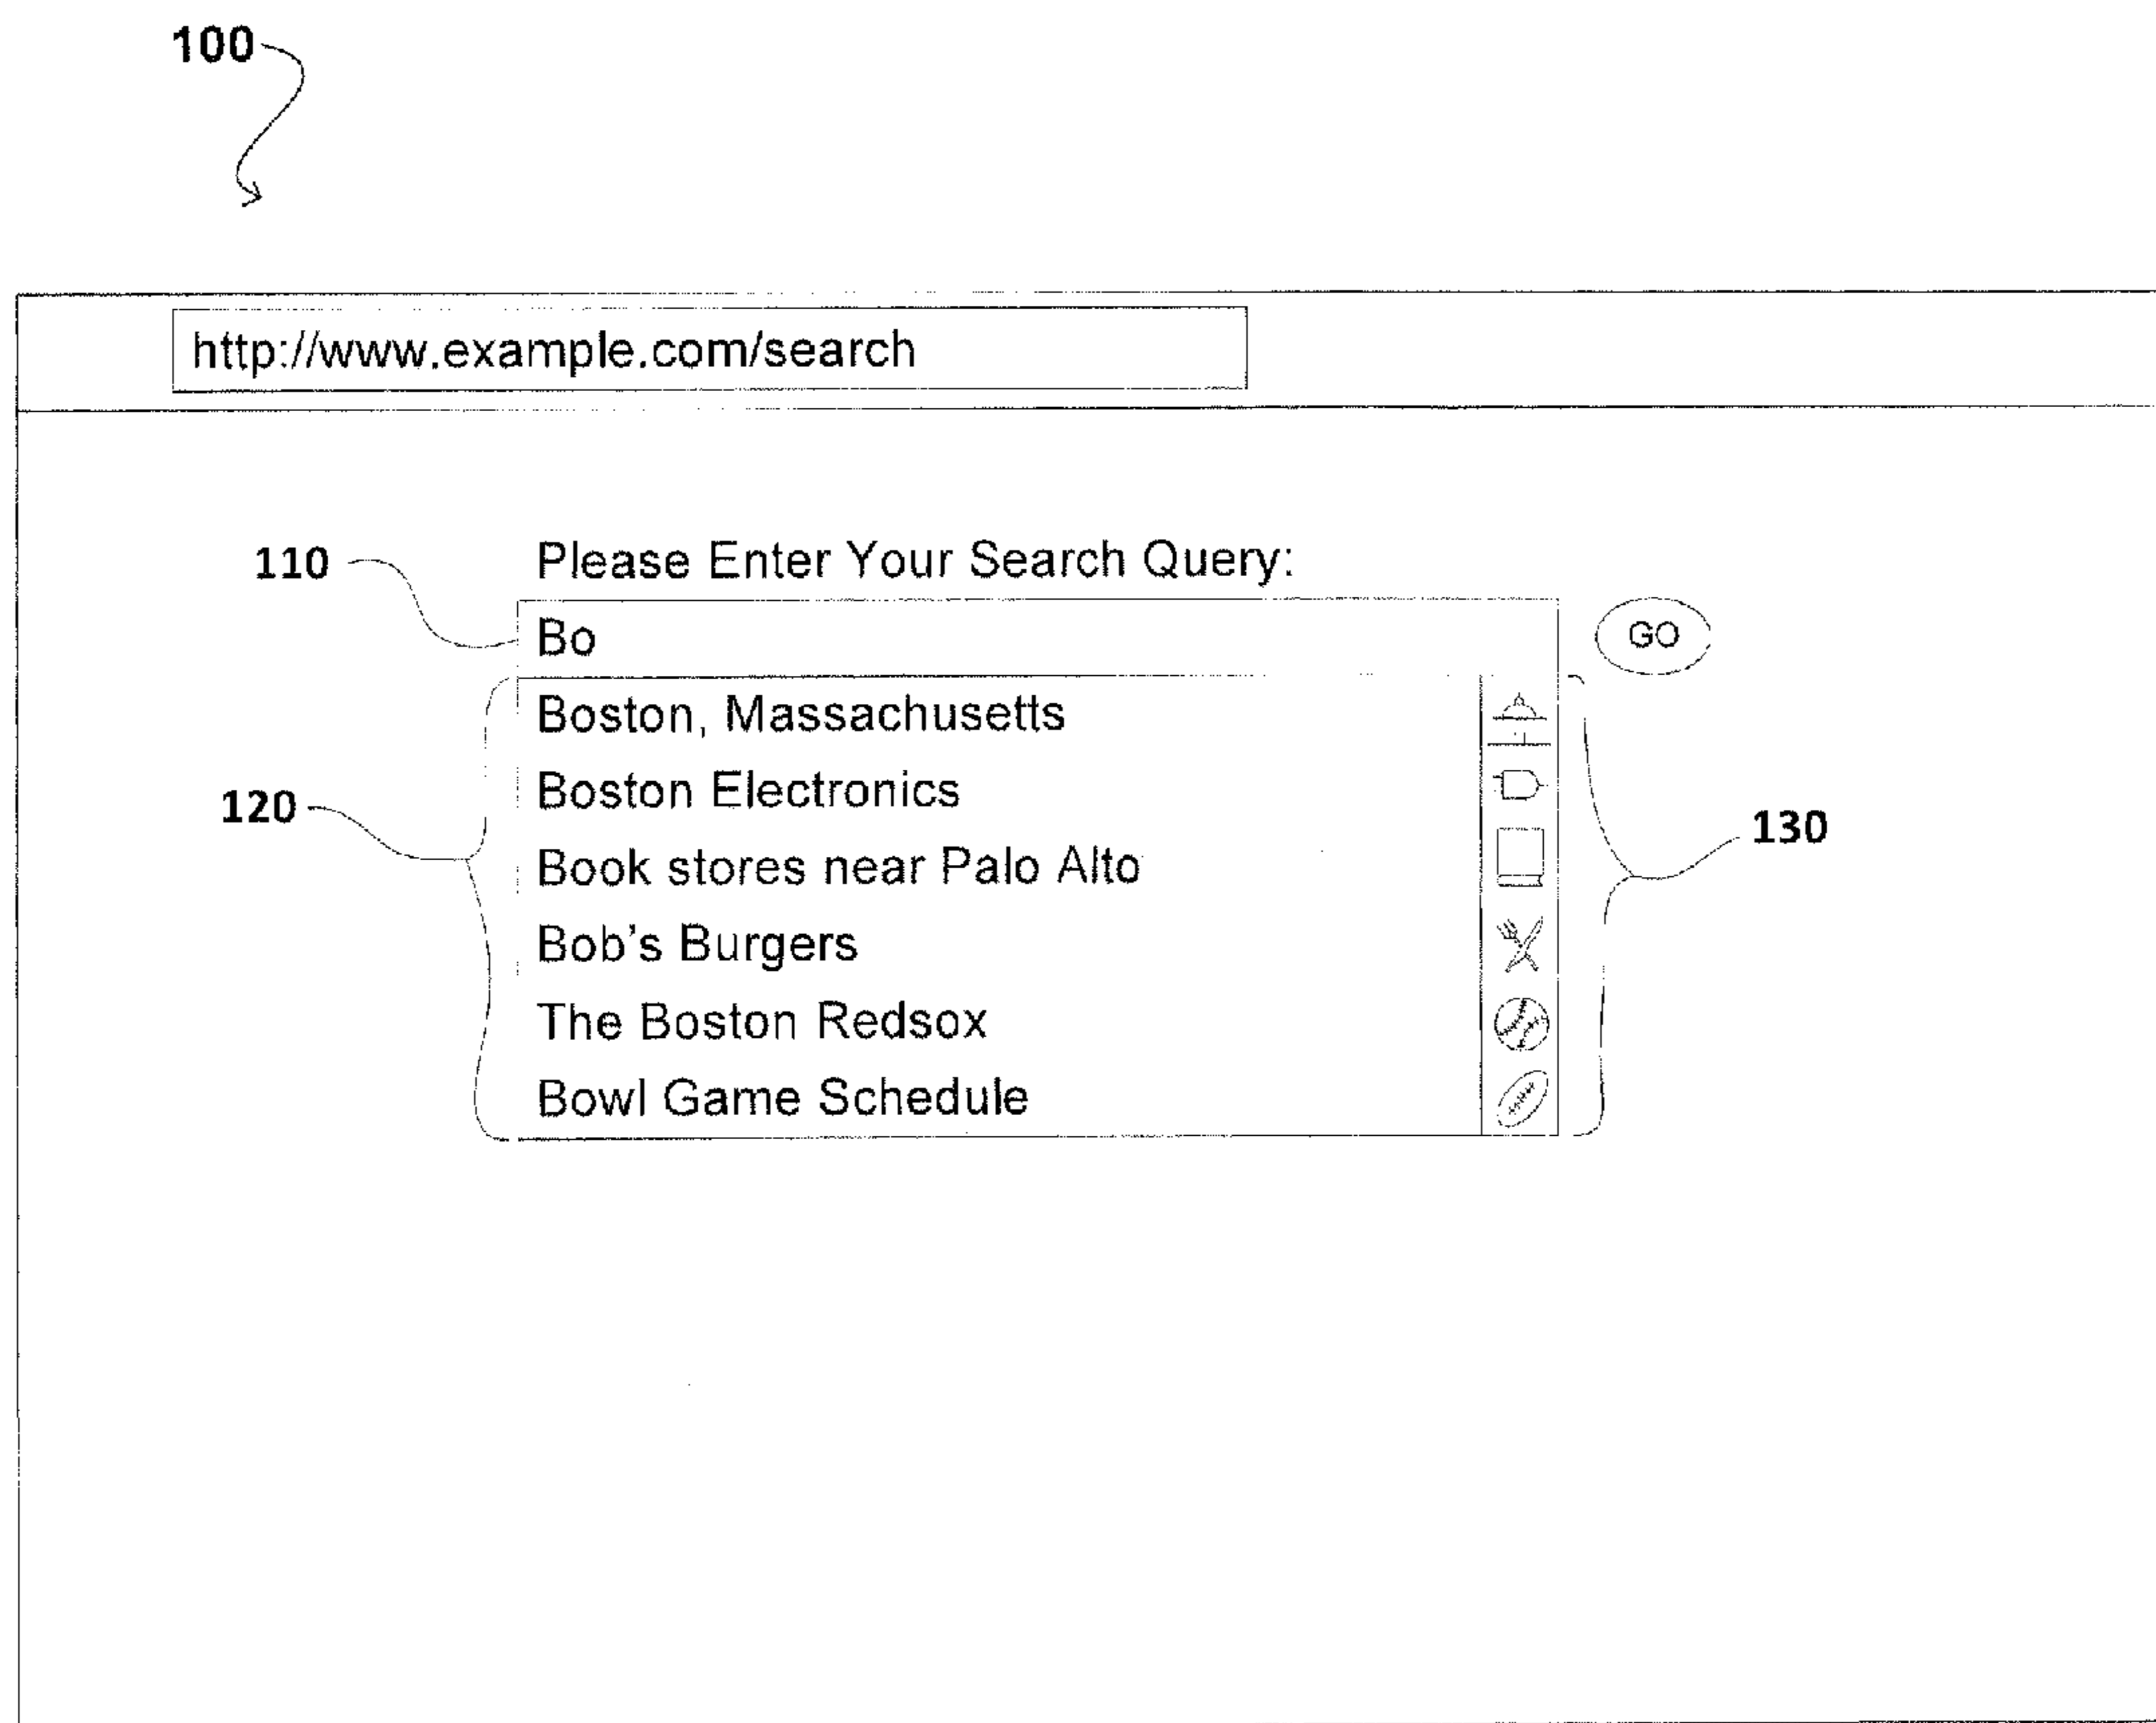 100
http://www.example.com/search
110
Please Enter Your Search Query:
Bo
GO
Boston, Massachusetts
Boston Electronics
120
Book stores near Palo Alto
130
Bob's Burgers
The Boston Redsox
Bowl Game Schedule